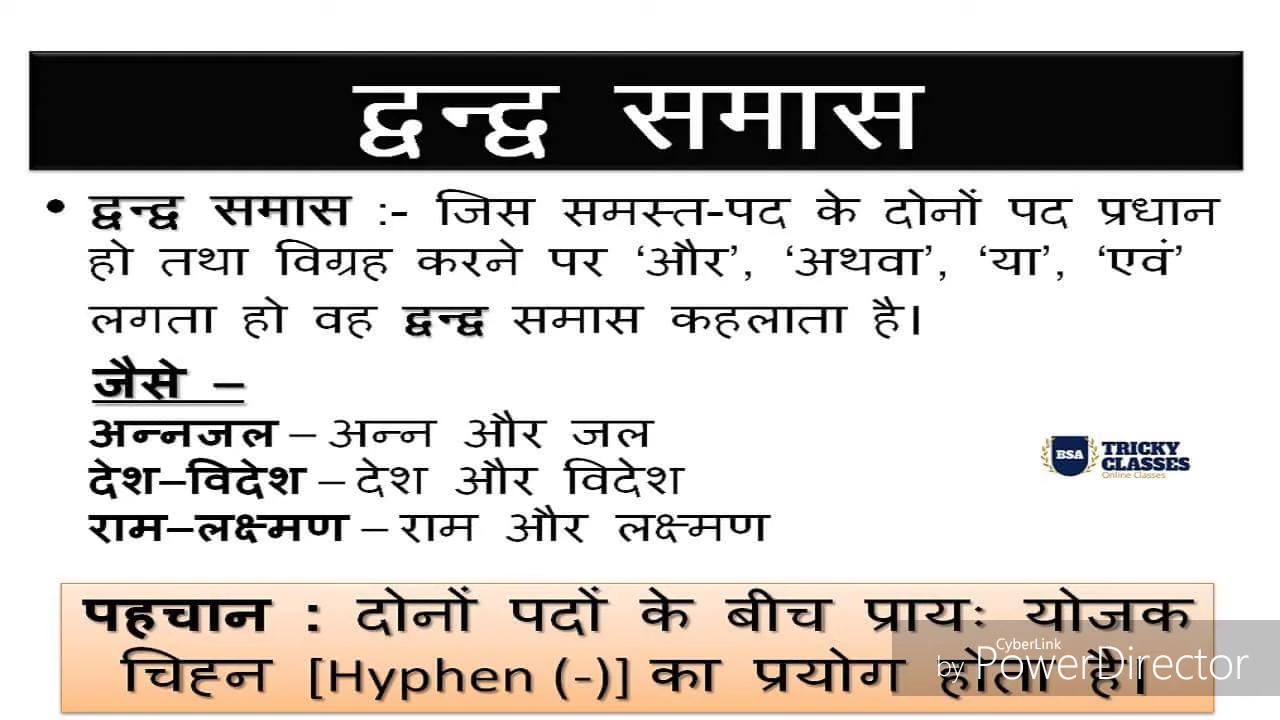 द्वन्द्व समास
• द्वन्द्व समास :- जिस समस्त-पद के दोनों पद प्रधान
हो तथा विग्रह करने पर ‘और’, ‘अथवा’, ‘या’, ‘एवं’
लगता हो वह द्वन्द्व समास कहलाता है।
जैसे –
अन्नजल – अन्न और जल
देश–विदेश – देश और विदेश
राम–लक्ष्मण – राम और लक्ष्मण
BSA TRICKY
CLASSES
Online Classes
पहचान : दोनों पदों के बीच प्रायः योजक
चिह्न [Hyphen (-)] का प्रयोग होता है।
CyberLink
by PowerDirector